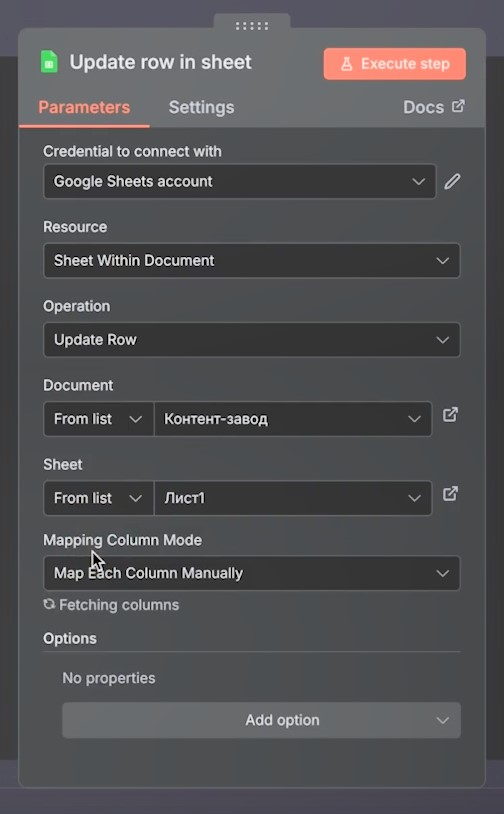 Update row in sheet
Execute step
Parameters
Settings
Docs
Credential to connect with
Google Sheets account
Resource
Sheet Within Document
Operation
Update Row
Document
From list
Контент-завод
Sheet
From list
Лист1
Mapping Column Mode
Map Each Column Manually
Fetching columns
Options
No properties
Add option